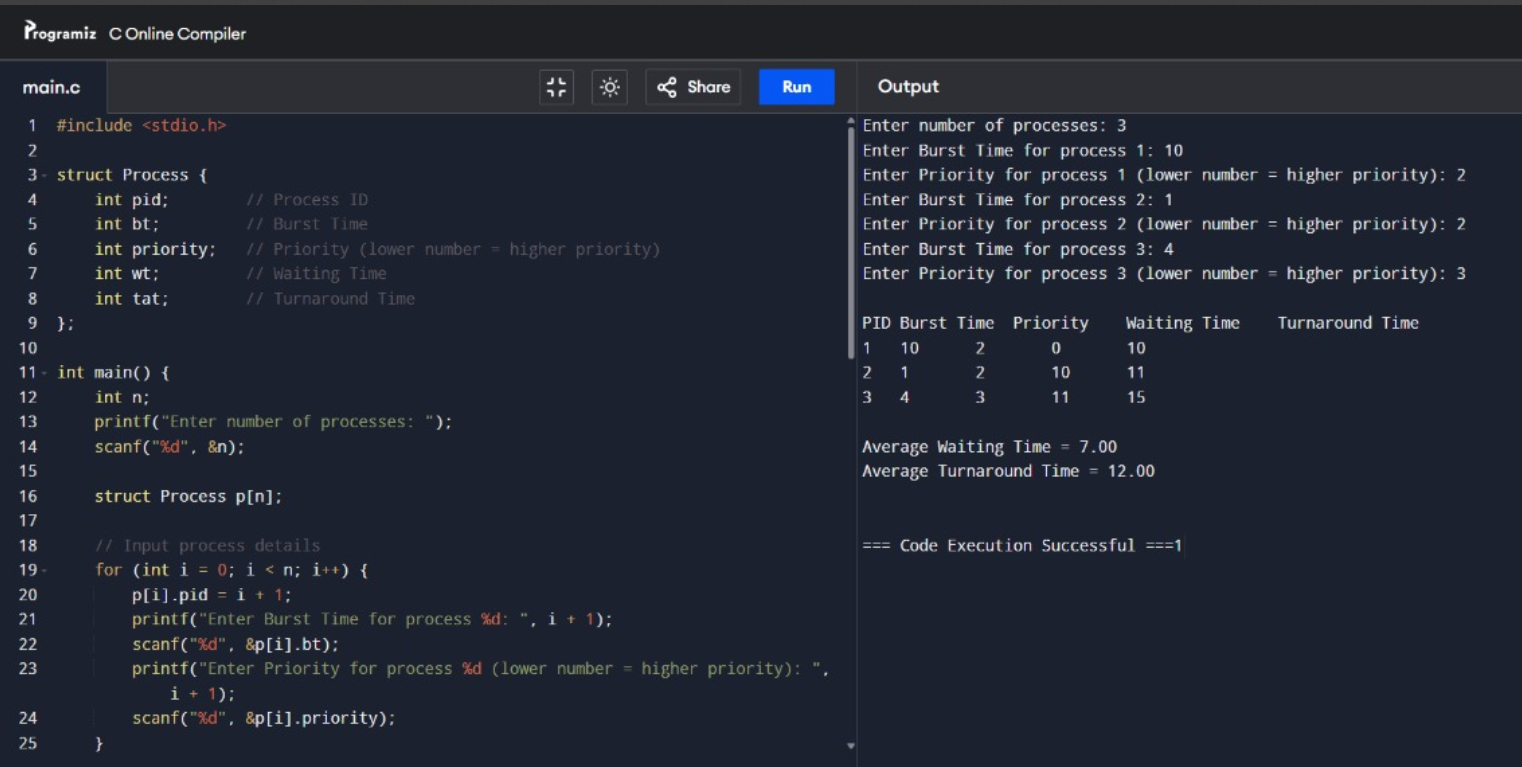 Programiz C Online Compiler
main.c
Share
Run
Output
1 #include <stdio.h>
2
3 struct Process {
4     int pid;        // Process ID
5     int bt;         // Burst Time
6     int priority;   // Priority (lower number = higher priority)
7     int wt;         // Waiting Time
8     int tat;        // Turnaround Time
9 };
10
11 int main() {
12     int n;
13     printf("Enter number of processes: ");
14     scanf("%d", &n);
15
16     struct Process p[n];
17
18     // Input process details
19     for (int i = 0; i < n; i++) {
20         p[i].pid = i + 1;
21         printf("Enter Burst Time for process %d: ", i + 1);
22         scanf("%d", &p[i].bt);
23         printf("Enter Priority for process %d (lower number = higher priority): ",
            i + 1);
24         scanf("%d", &p[i].priority);
25     }
Enter number of processes: 3
Enter Burst Time for process 1: 10
Enter Priority for process 1 (lower number = higher priority): 2
Enter Burst Time for process 2: 1
Enter Priority for process 2 (lower number = higher priority): 2
Enter Burst Time for process 3: 4
Enter Priority for process 3 (lower number = higher priority): 3
PID Burst Time  Priority    Waiting Time    Turnaround Time
1   10      2       0       10
2   1       2       10      11
3   4       3       11      15
Average Waiting Time = 7.00
Average Turnaround Time = 12.00
=== Code Execution Successful ===1